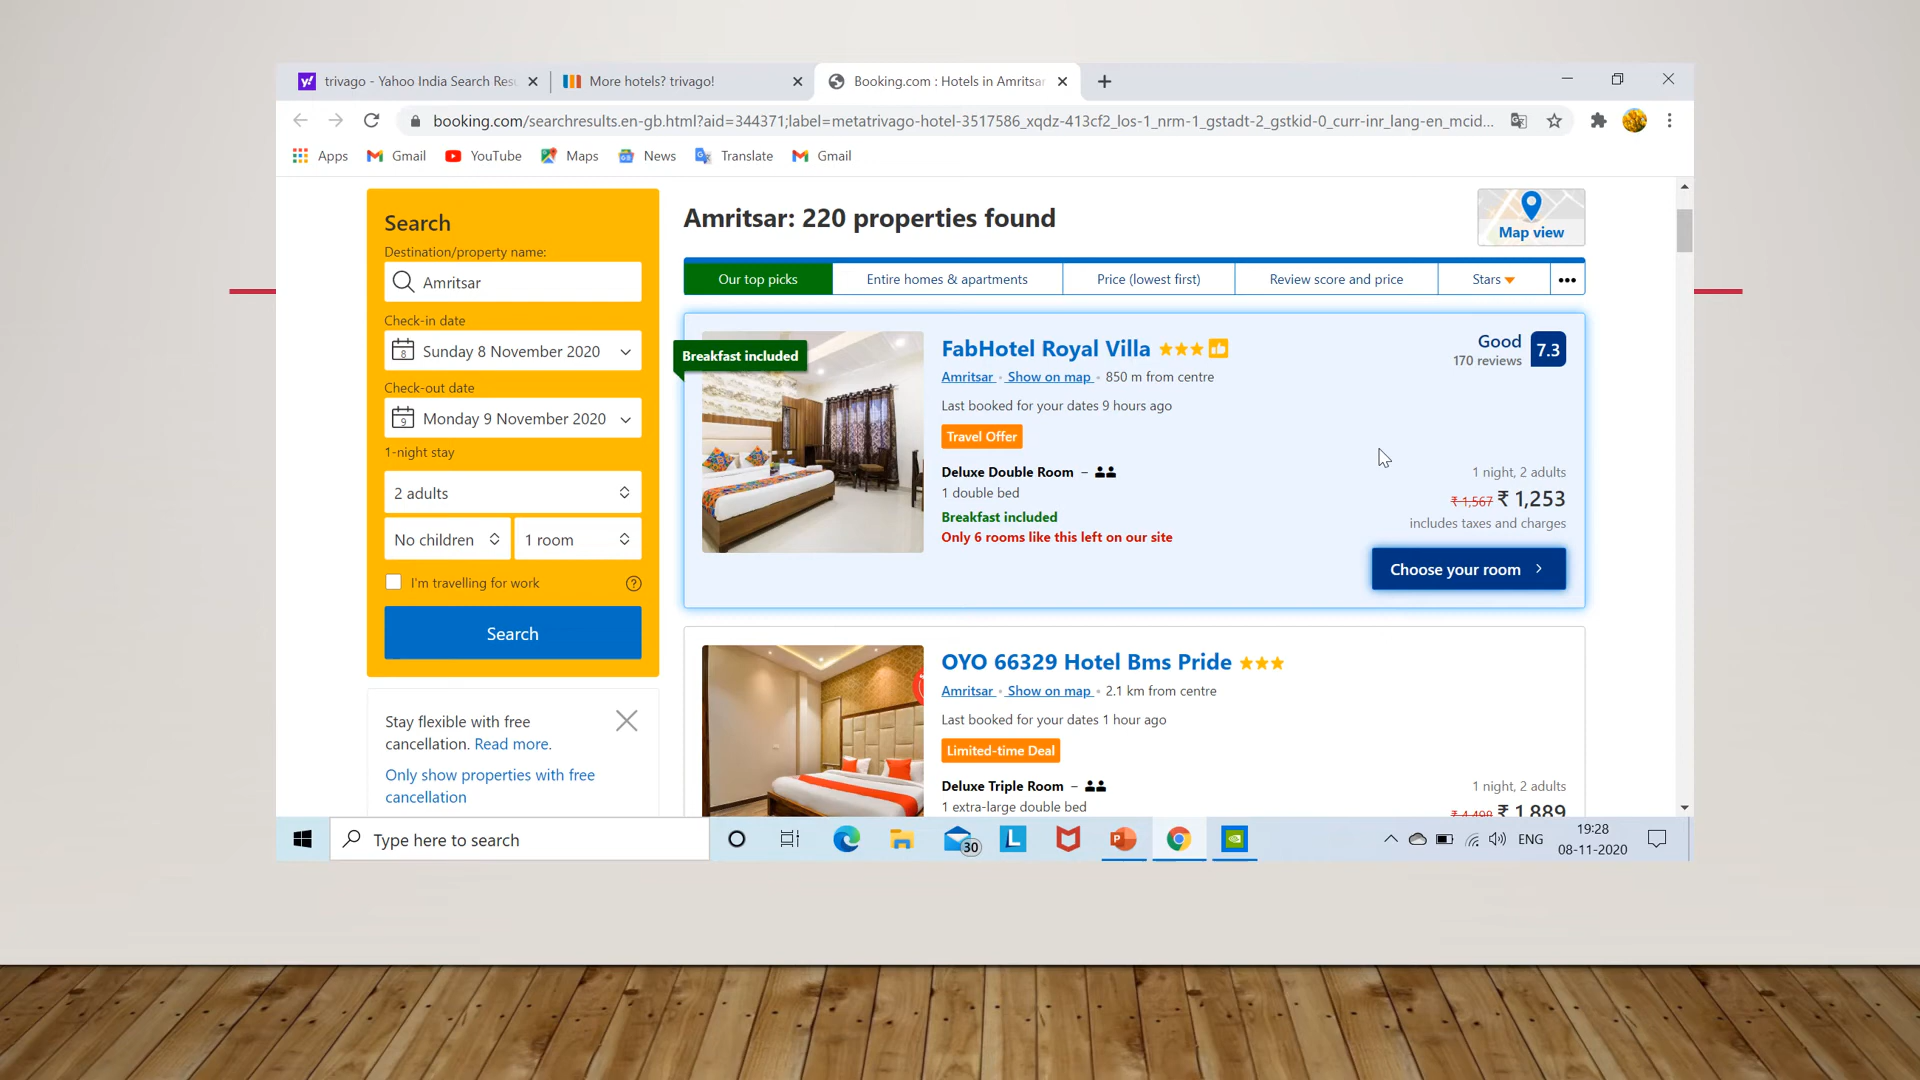 trivago - Yahoo India Search Res
More hotels? trivago!
Booking.com : Hotels in Amritsar
booking.com/searchresults.en-gb.html?aid=344371;label=metatrivago-hotel-3517586_xqdz-413cf2_los-1_nrm-1_gstadt-2_gstkid-0_curr-inr_lang-en_mcid...
Apps Gmail YouTube Maps News Translate Gmail
Search
Destination/property name:
Amritsar
Check-in date
8
Sunday 8 November 2020
Check-out date
9
Monday 9 November 2020
1-night stay
2 adults
No children
1 room
I'm travelling for work
?
Search
Stay flexible with free
cancellation. Read more.
Only show properties with free
cancellation
Amritsar: 220 properties found
Map view
Our top picks
Entire homes & apartments
Price (lowest first)
Review score and price
Stars
•••
Breakfast included
FabHotel Royal Villa
Good
7.3
170 reviews
Amritsar • Show on map • 850 m from centre
Last booked for your dates 9 hours ago
Travel Offer
Deluxe Double Room –
1 double bed
Breakfast included
Only 6 rooms like this left on our site
1 night, 2 adults
₹ 1,567 ₹ 1,253
includes taxes and charges
Choose your room
OYO 66329 Hotel Bms Pride
Amritsar • Show on map • 2.1 km from centre
Last booked for your dates 1 hour ago
Limited-time Deal
Deluxe Triple Room –
1 extra-large double bed
1 night, 2 adults
₹ 1,889
Type here to search
30
L
ENG
19:28
08-11-2020